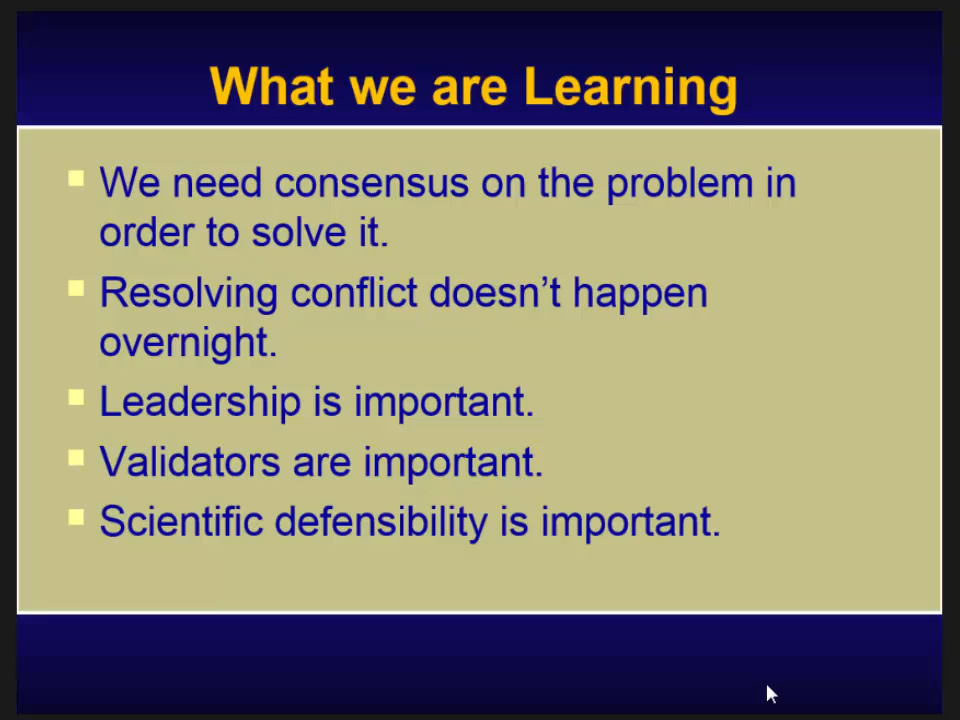 What we are Learning
We need consensus on the problem in
order to solve it.
Resolving conflict doesn’t happen
overnight.
Leadership is important.
Validators are important.
Scientific defensibility is important.